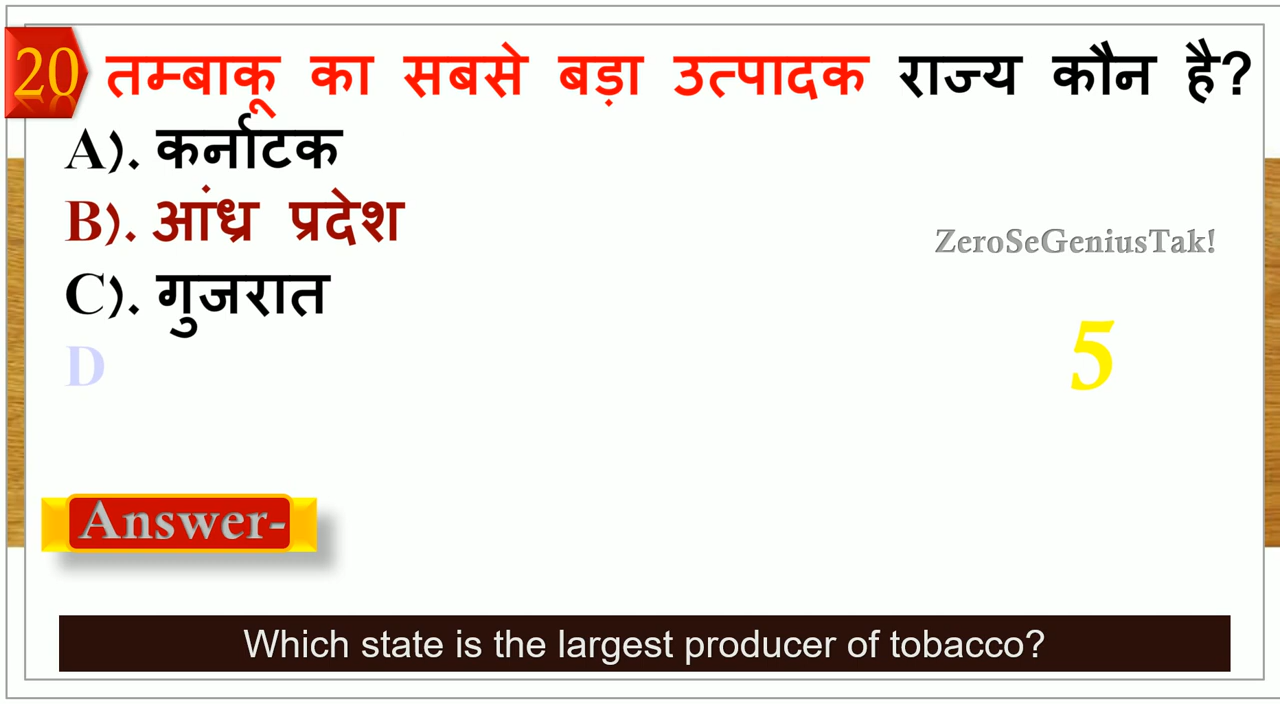 20 तम्बाकू का सबसे बड़ा उत्पादक राज्य कौन है?
A). कर्नाटक
B). आंध्र प्रदेश
ZeroSeGeniusTak!
C). गुजरात
5
D
Answer-
Which state is the largest producer of tobacco?